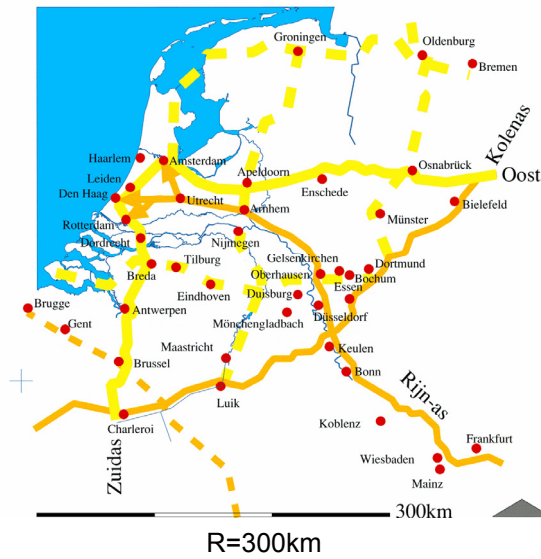 Groningen
Oldenburg
Bremen
Kolenas
Haarlem
Amsterdam
Leiden
Apeldoorn
Osnabrück
Oost
Den Haag
Utrecht
Enschede
Bielefeld
Arnhem
Münster
Rotterdam
Dordrecht
Nijmegen
Gelsenkirchen
Dortmund
Tilburg
Breda
Oberhausen
Bochum
Essen
Eindhoven
Duisburg
Brugge
Antwerpen
Düsseldorf
Gent
Mönchengladbach
Maastricht
Keulen
Brussel
Bonn
Rijn-as
Luik
Charleroi
Koblenz
Zuidas
Frankfurt
Wiesbaden
Mainz
300km
R=300km